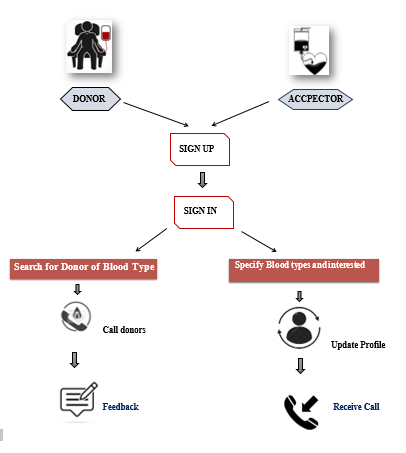 DONOR
ACCPECTOR
SIGN UP
SIGN IN
Search for Donor of Blood Type
Specify Blood types and interested
Call donors
Update Profile
Feedback
Receive Call